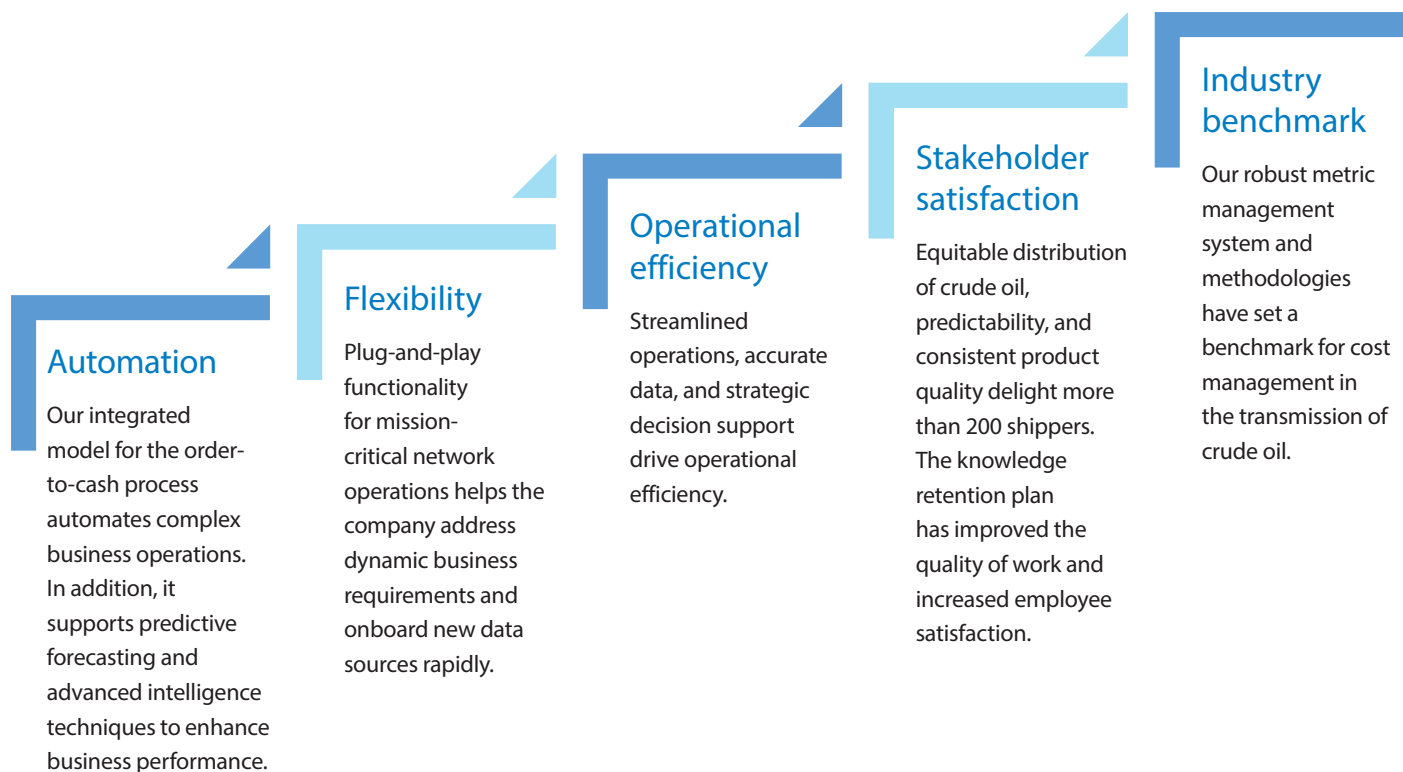 Automation
Our integrated
model for the order-
to-cash process
automates complex
business operations.
In addition, it
supports predictive
forecasting and
advanced intelligence
techniques to enhance
business performance.
Flexibility
Plug-and-play
functionality
for mission-
critical network
operations helps the
company address
dynamic business
requirements and
onboard new data
sources rapidly.
Operational
efficiency
Streamlined
operations, accurate
data, and strategic
decision support
drive operational
efficiency.
Stakeholder
satisfaction
Equitable distribution
of crude oil,
predictability, and
consistent product
quality delight more
than 200 shippers.
The knowledge
retention plan
has improved the
quality of work and
increased employee
satisfaction.
Industry
benchmark
Our robust metric
management
system and
methodologies
have set a
benchmark for cost
management in
the transmission of
crude oil.